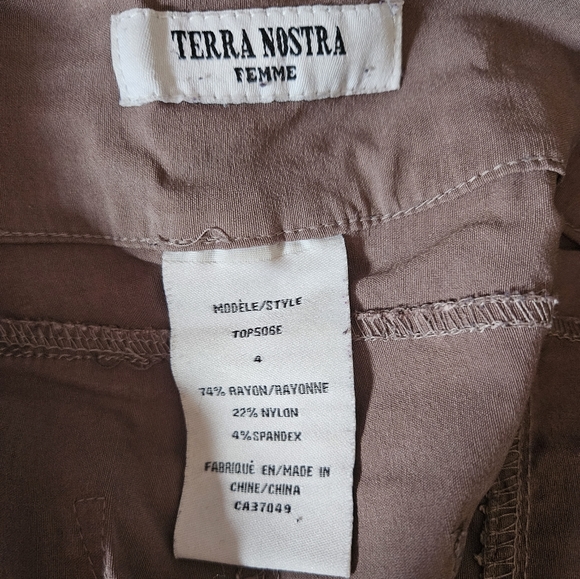 TERRA NOSTRA
FEMME
MODÈLE/STYLE
TOP506E
4
74% RAYON/RAYONNE
22% NYLON
4% SPANDEX
FABRIQUÈ EN/MADE IN
CHINE/CHINA
CA37049